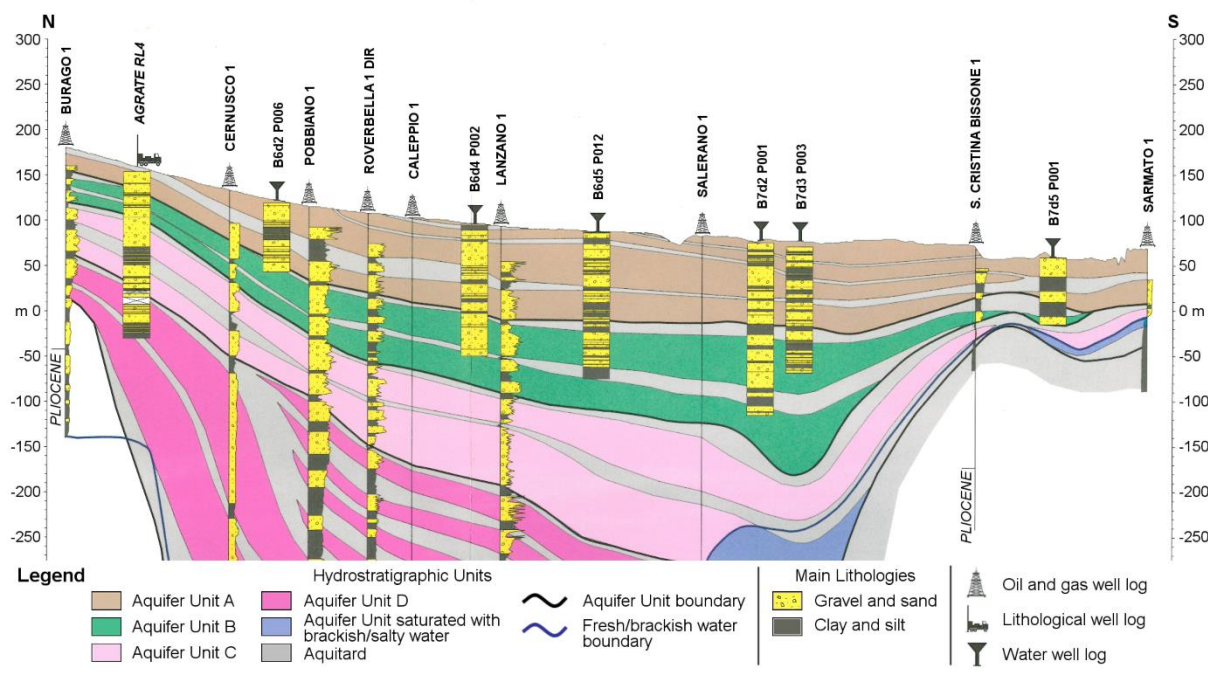 N
S
300
250
200
150
100
50
m 0
-50
-100
-150
-200
-250
BURAGO 1
AGRATE RL4
CERNUSCO 1
B6d2 P006
POBBIANO 1
ROVERBELLA 1 DIR
CALEPPIO 1
B6d4 P002
LANZANO 1
B6d5 P012
SALERANO 1
B7d2 P001
B7d3 P003
S. CRISTINA BISSONE 1
B7d5 P001
SARMATO 1
300
250
200
150
100
50
0 m
-50
-100
-150
-200
-250
PLIOCENE
PLIOCENE
Legend
Hydrostratigraphic Units
Aquifer Unit A
Aquifer Unit B
Aquifer Unit C
Aquifer Unit D
Aquifer Unit saturated with
brackish/salty water
Aquitard
Aquifer Unit boundary
Fresh/brackish water
boundary
Main Lithologies
Gravel and sand
Clay and silt
Oil and gas well log
Lithological well log
Water well log